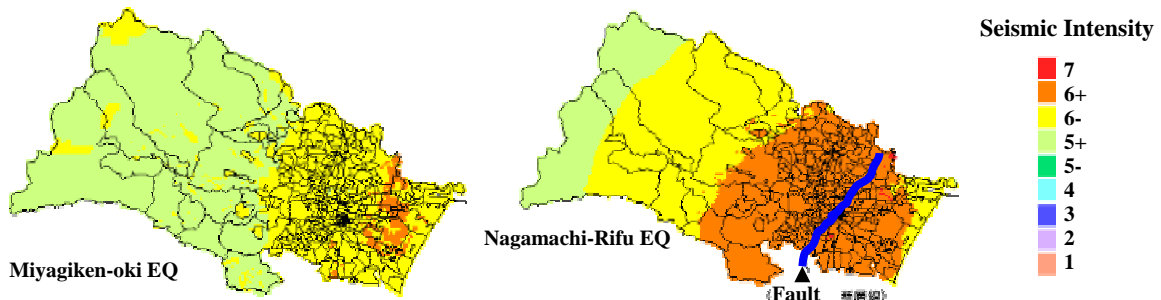 Seismic Intensity
7
6+
6-
5+
5-
4
3
2
1
Miyagiken-oki EQ
Nagamachi-Rifu EQ
Fault